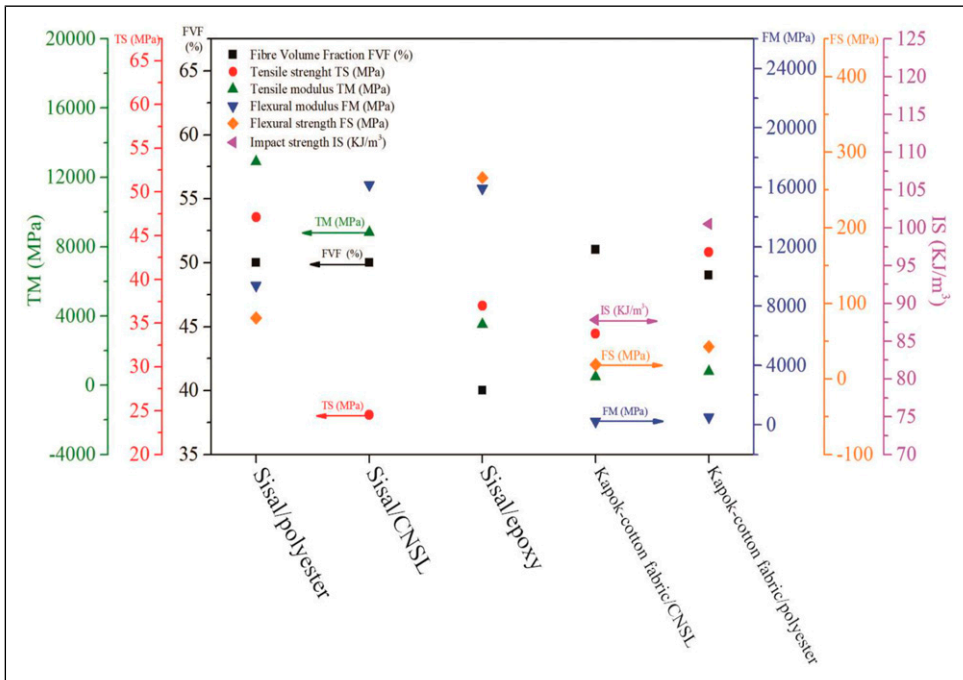 TM (MPa)
20000
16000
12000
8000
4000
0
-4000
TS (MPa)
65
60
55
50
45
40
35
30
25
20
FVF
(%)
65
60
55
50
45
40
35
Fibre Volume Fraction FVF (%)
Tensile strenght TS (MPa)
Tensile modulus TM (MPa)
Flexural modulus FM (MPa)
Flexural strength FS (MPa)
Impact strength IS (KJ/m³)
TM (MPa)
FVF (%)
TS (MPa)
IS (KJ/m³)
FS (MPa)
FM (MPa)
FM (MPa)
24000
20000
16000
12000
8000
4000
0
FS (MPa)
400
300
200
100
0
-100
125
120
115
110
105
100
95
90
85
80
75
70
IS (KJ/m³)
Sisal/polyester
Sisal/CNSL
Sisal/epoxy
Kapok-cotton fabric/CNSL
Kapok-cotton fabric/polyester